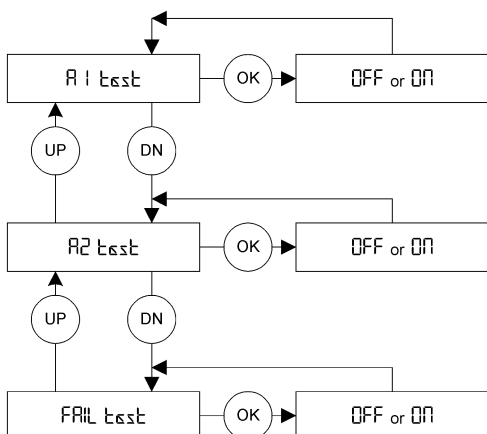 A1 test
OK
OFF or ON
UP
DN
A2 test
OK
OFF or ON
UP
DN
FAIL test
OK
OFF or ON